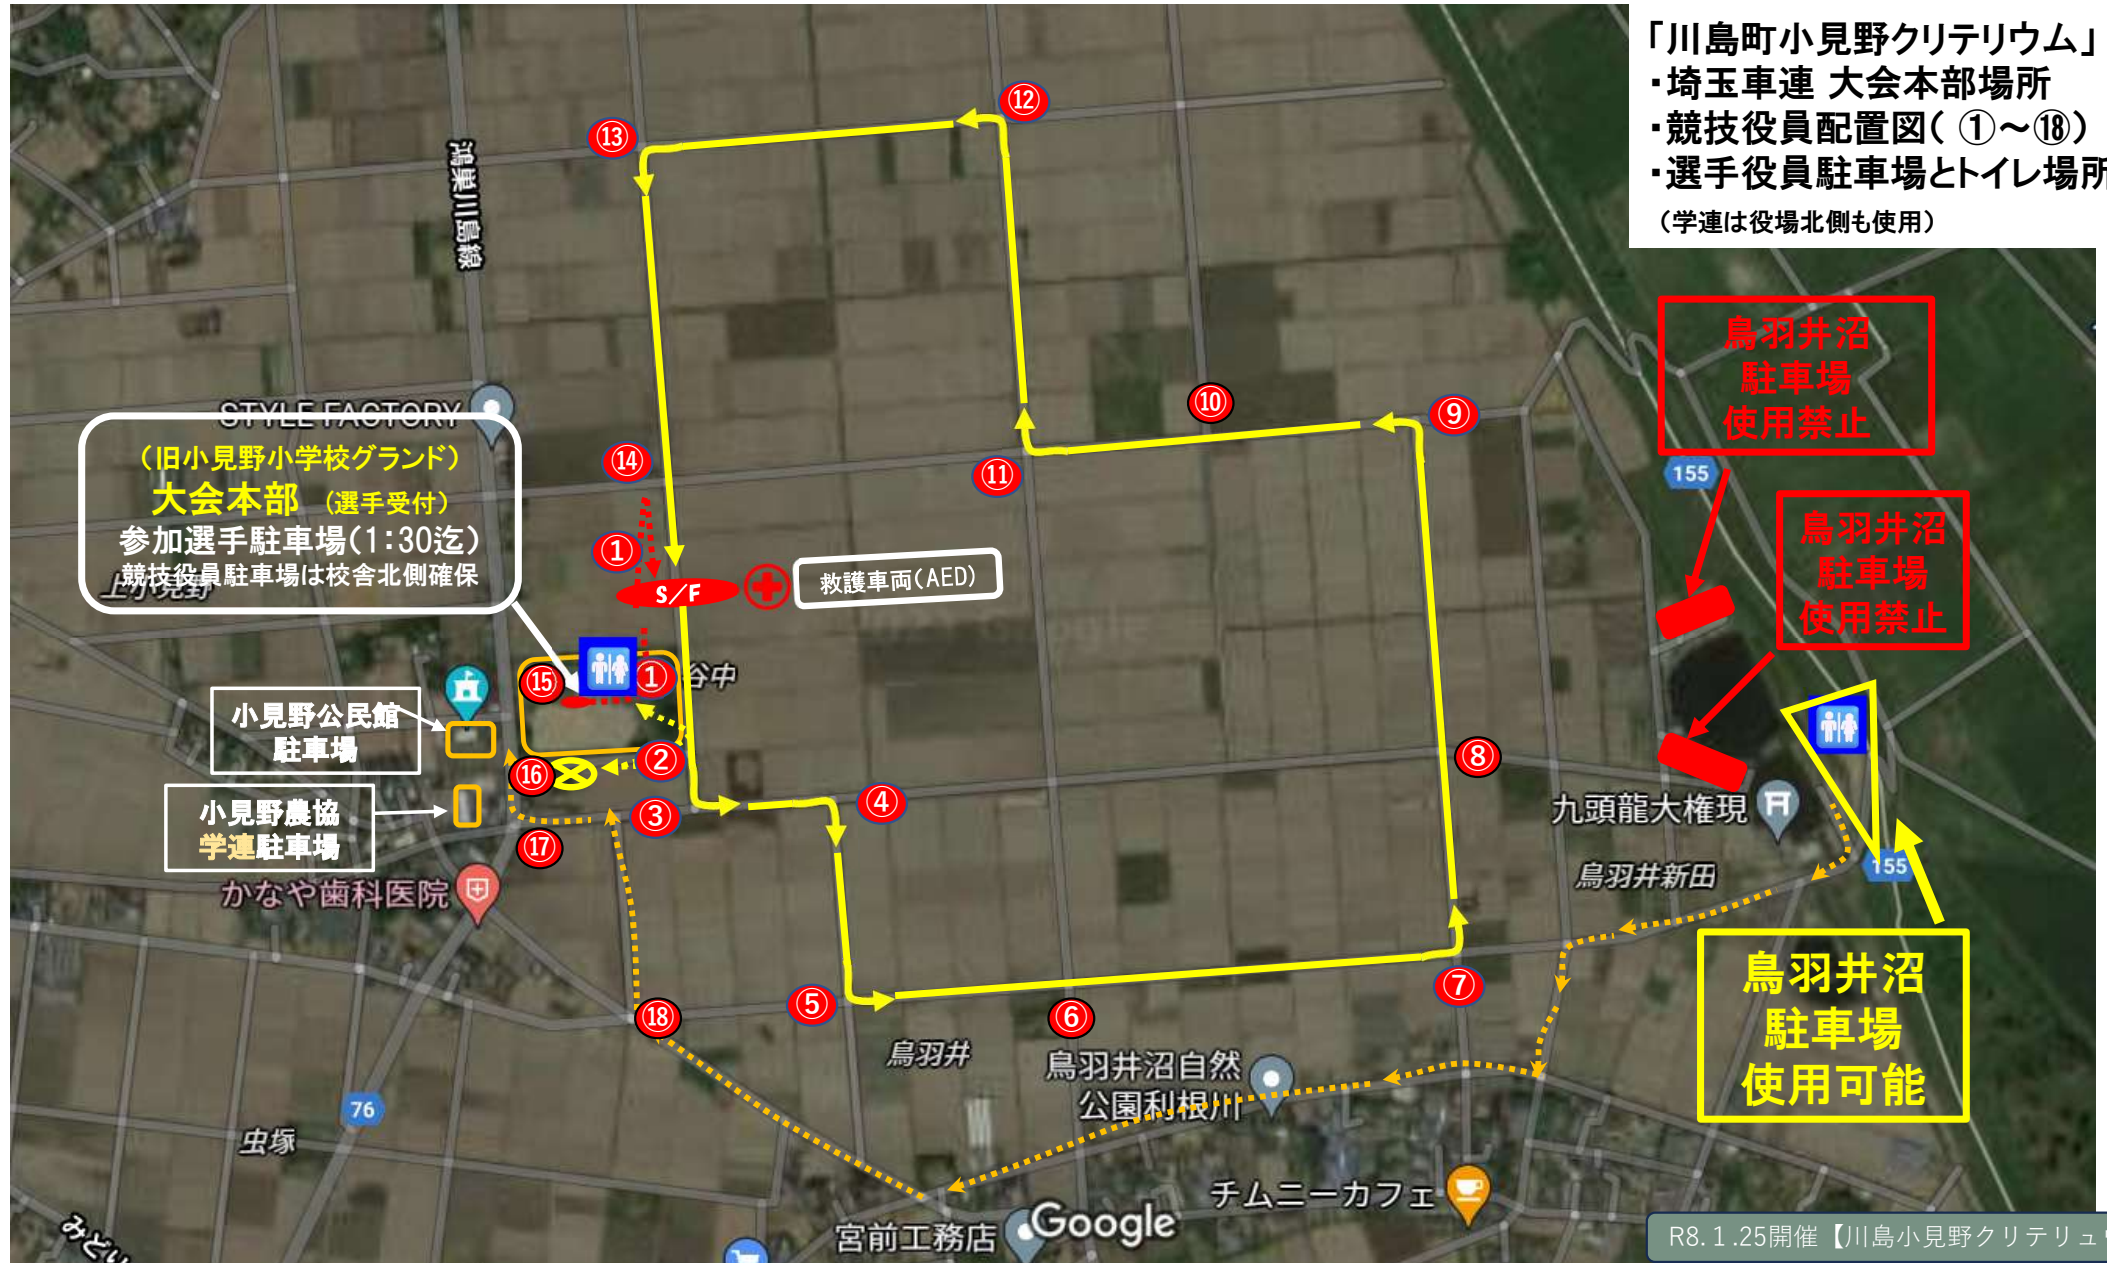 「川島町小見野クリテリウム」
・埼玉車連 大会本部場所
・競技役員配置図( ①～⑱)
・選手役員駐車場とトイレ場所
(学連は役場北側も使用)
⑫
⑬
鴻巣川島線
鳥羽井沼
駐車場
使用禁止
STYLE FACTORY
⑩
⑨
(旧小見野小学校グランド)
大会本部 (選手受付)
参加選手駐車場(1:30迄)
競技役員駐車場は校舎北側確保
上小見野
⑭
⑪
155
鳥羽井沼
駐車場
使用禁止
①
S/F
救護車両(AED)
⑮
①
谷中
小見野公民館
駐車場
⑯
②
⑧
小見野農協
学連駐車場
③
④
九頭龍大権現
⑰
鳥羽井新田
155
かなや歯科医院
鳥羽井沼
駐車場
使用可能
⑤
⑥
⑦
⑱
鳥羽井
鳥羽井沼自然
公園利根川
76
虫塚
チムニーカフェ
宮前工務店
Google
みどり
R8.1.25開催【川島小見野クリテリュ